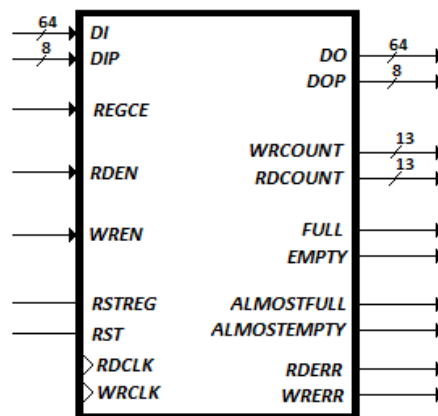 64
DI
8
DIP
REGCE
RDEN
WREN
RSTREG
RST
RDCLK
WRCLK
DO
64
DOP
8
WRCOUNT
13
RDCOUNT
13
FULL
EMPTY
ALMOSTFULL
ALMOSTEMPTY
RDERR
WRERR